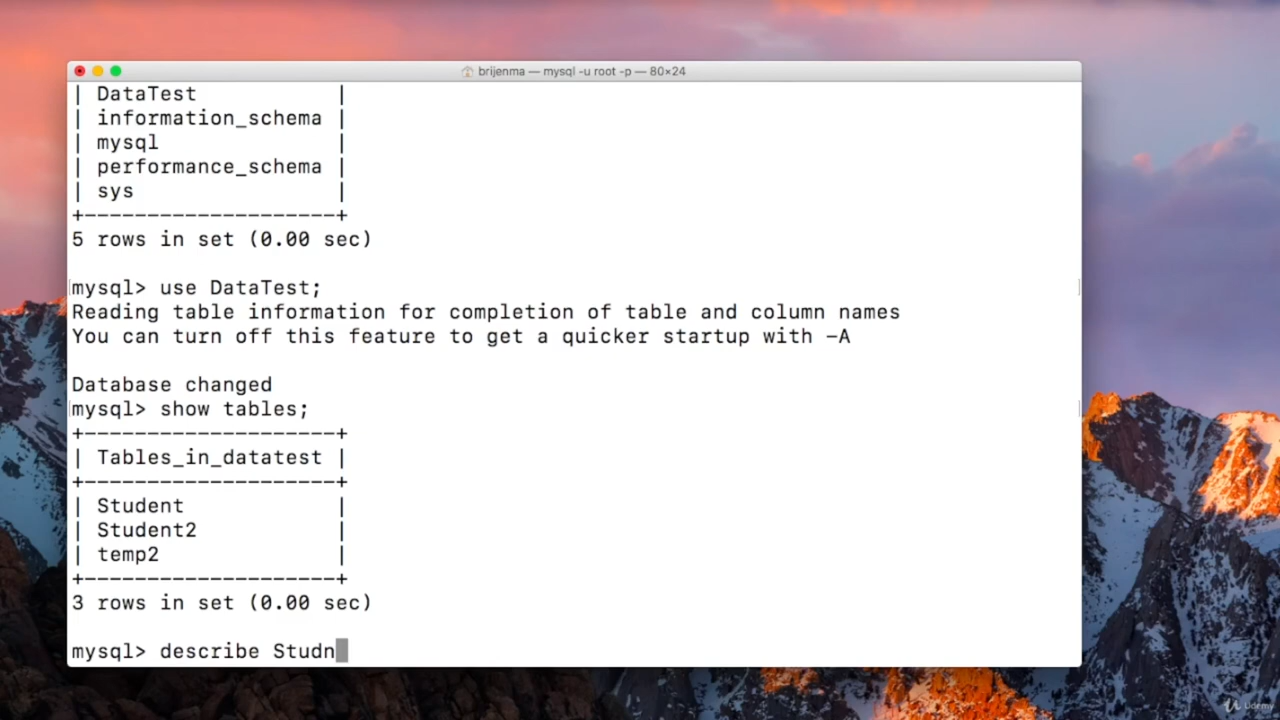 brijenma — mysql -u root -p — 80×24
| DataTest           |
| information_schema |
| mysql              |
| performance_schema |
| sys                |
+--------------------+
5 rows in set (0.00 sec)
mysql> use DataTest;
Reading table information for completion of table and column names
You can turn off this feature to get a quicker startup with -A
Database changed
mysql> show tables;
+--------------------+
| Tables_in_datatest |
+--------------------+
| Student            |
| Student2           |
| temp2              |
+--------------------+
3 rows in set (0.00 sec)
mysql> describe Studn
Udemy